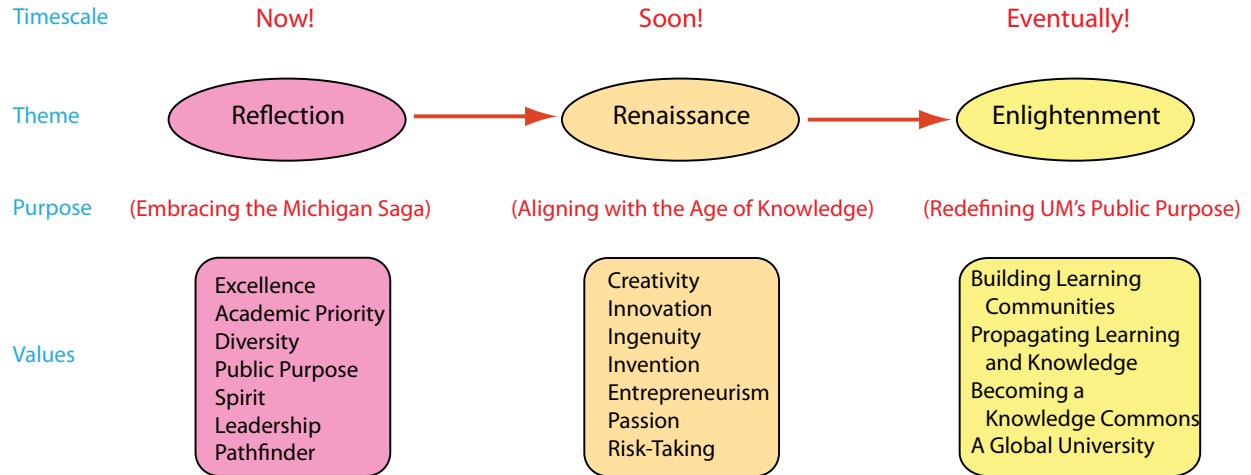 Timescale Now! Soon! Eventually!
Theme Reflection Renaissance Enlightenment
Purpose (Embracing the Michigan Saga) (Aligning with the Age of Knowledge) (Redefining UM's Public Purpose)
Values
Excellence
Academic Priority
Diversity
Public Purpose
Spirit
Leadership
Pathfinder
Creativity
Innovation
Ingenuity
Invention
Entrepreneurism
Passion
Risk-Taking
Building Learning
Communities
Propagating Learning
and Knowledge
Becoming a
Knowledge Commons
A Global University